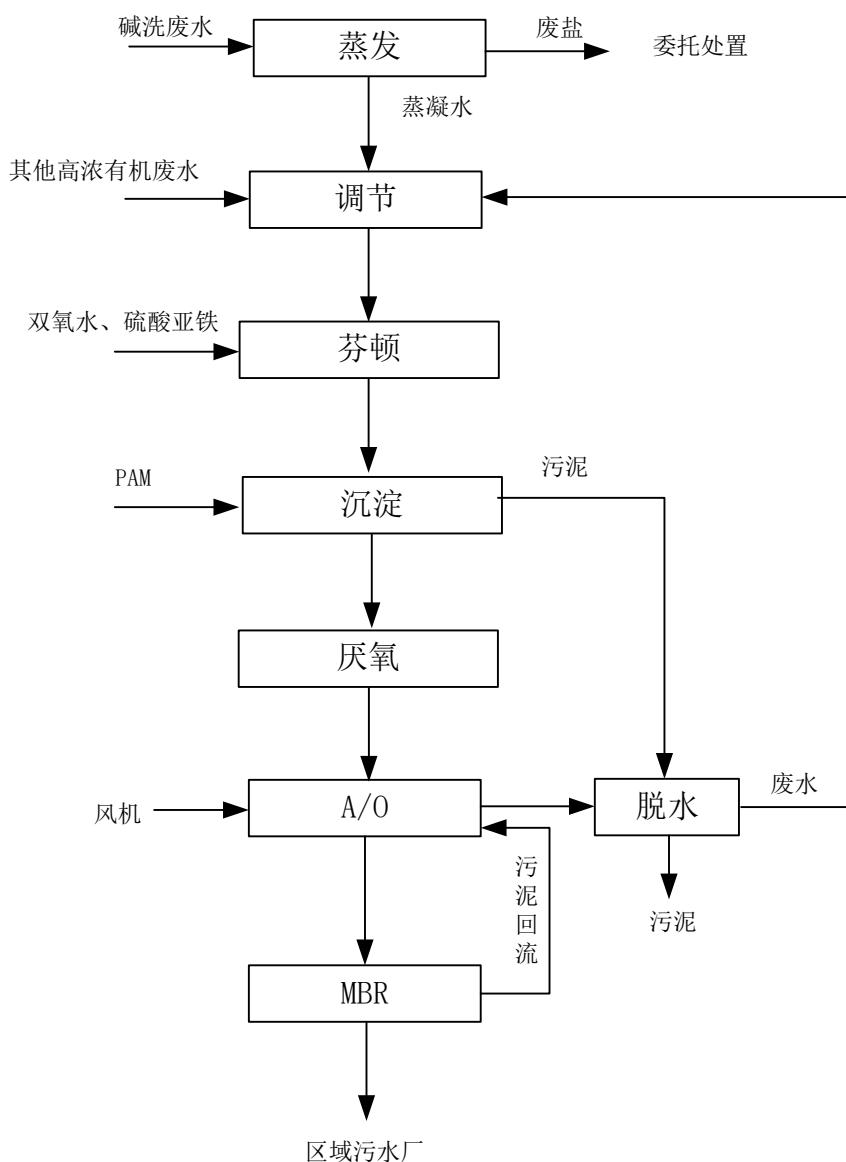 碱洗废水
蒸发
废盐
委托处置
蒸凝水
其他高浓有机废水
调节
双氧水、硫酸亚铁
芬顿
PAM
沉淀
污泥
厌氧
风机
A/O
脱水
废水
污泥回流
污泥
MBR
区域污水厂